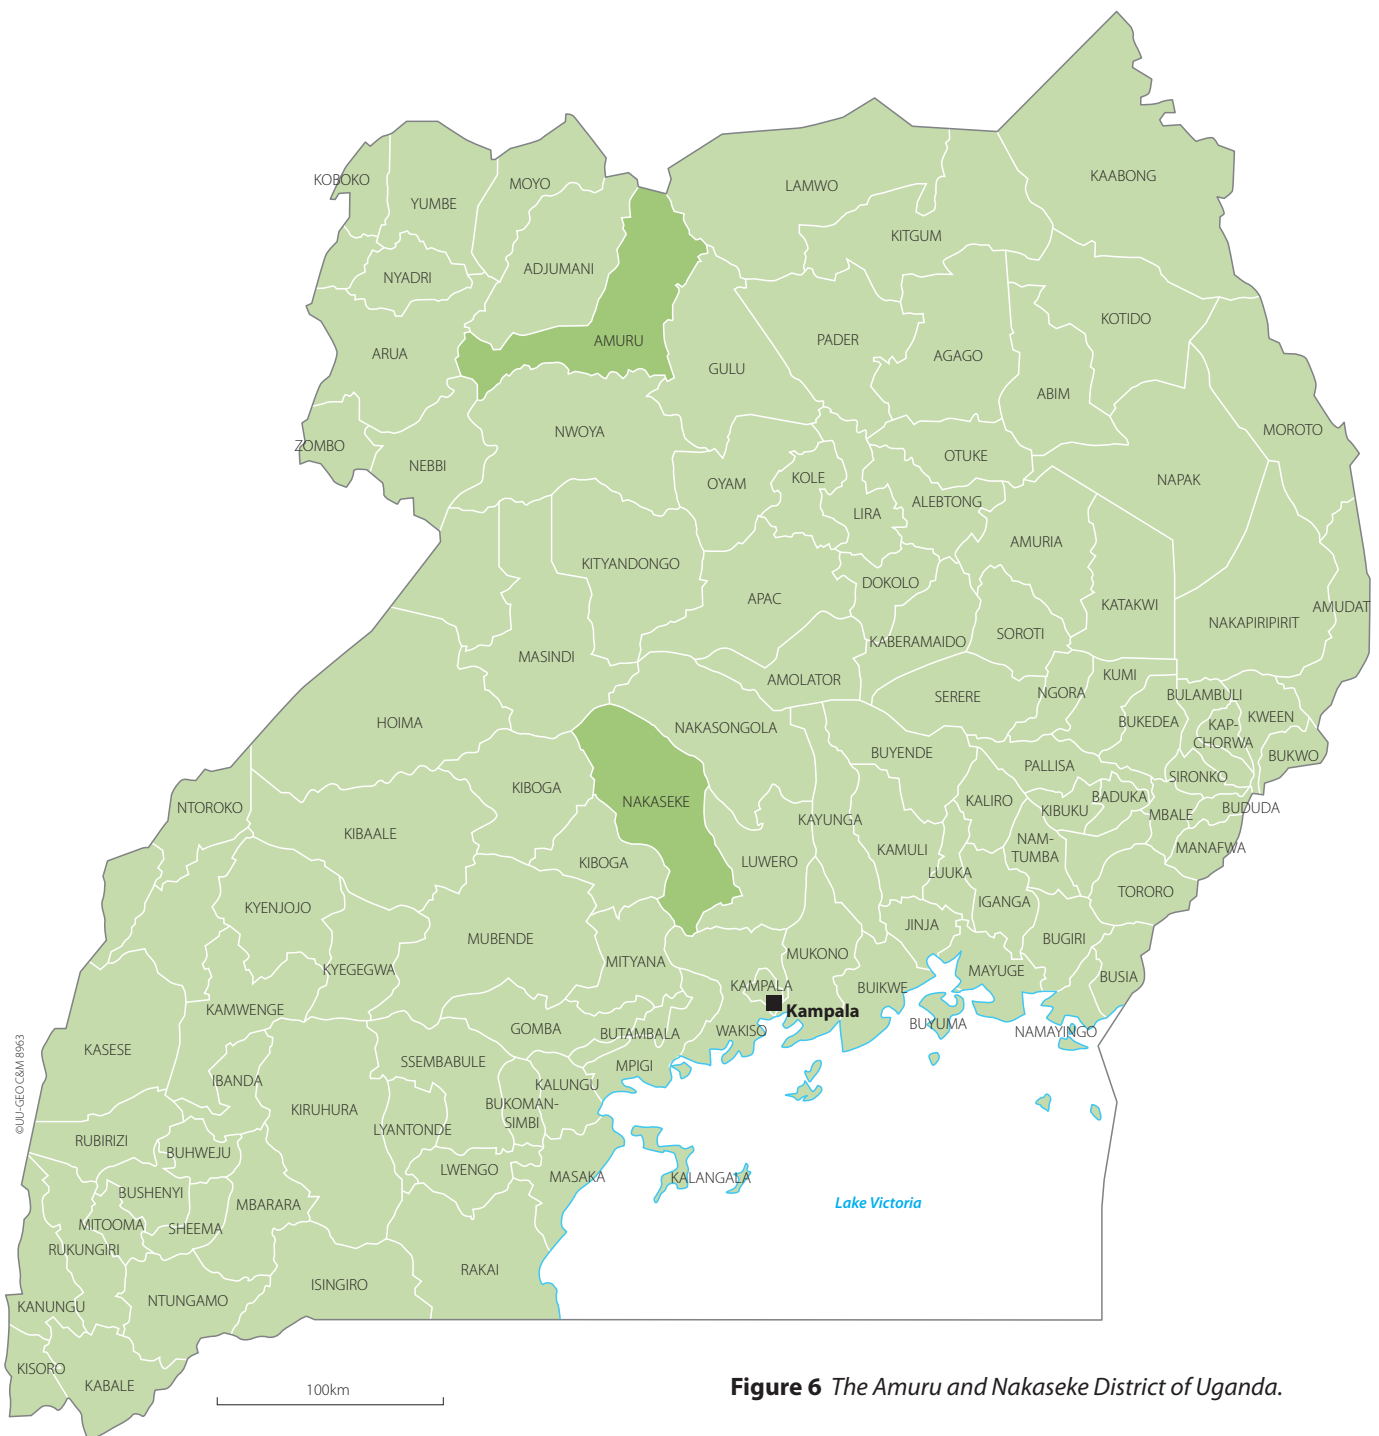 KAABONG
KOBOKO
MOYO
LAMWO
YUMBE
KITGUM
ADJUMANI
NYADRI
KOTIDO
AMURU
PADER
ARUA
AGAGO
GULU
ABIM
NWOYA
MOROTO
ZOMBO
OTUKE
NEBBI
KOLE
OYAM
NAPAK
ALEBTONG
LIRA
AMURIA
KITYANDONGO
DOKOLO
APAC
KATAKWI
AMUDAT
NAKAPIRIPIRIT
SOROTI
KABERAMAIDO
MASINDI
KUMI
AMOLATOR
NGORA
BULAMBULI
SERERE
HOIMA
BUKEDEA
KWEEN
NAKASONGOLA
KAP-
CHORWA
BUYENDE
BUKWO
PALLISA
SIRONKO
KIBOGA
BADUKA
NAKASEKE
KALIRO
NTOROKO
BUDUDA
KIBUKU
MBALE
KAYUNGA
KIBAALE
NAM-
TUMBA
MANAFWA
KAMULI
KIBOGA
LUWERO
LUUKA
TORORO
IGANGA
KYENJOJO
JINJA
MUBENDE
BUGIRI
MUKONO
MITYANA
KYEGEGWA
MAYUGE
BUSIA
KAMPALA
BUIKWE
Kampala
KAMWENGE
BUYUMA
GOMBA
WAKISO
NAMAYINGO
BUTAMBALA
KASESE
SSEMBABULE
MPIGI
IBANDA
KALUNGU
©UU-GEO C&M 8963
BUKOMAN-
SIMBI
KIRUHURA
LYANTONDE
RUBIRIZI
BUHWEJU
LWENGO
MASAKA
KALANGALA
BUSHENYI
Lake Victoria
MBARARA
MITOOMA
SHEEMA
RUKUNGIRI
RAKAI
ISINGIRO
NTUNGAMO
KANUNGU
KISORO
KABALE
100km
Figure 6 The Amuru and Nakaseke District of Uganda.